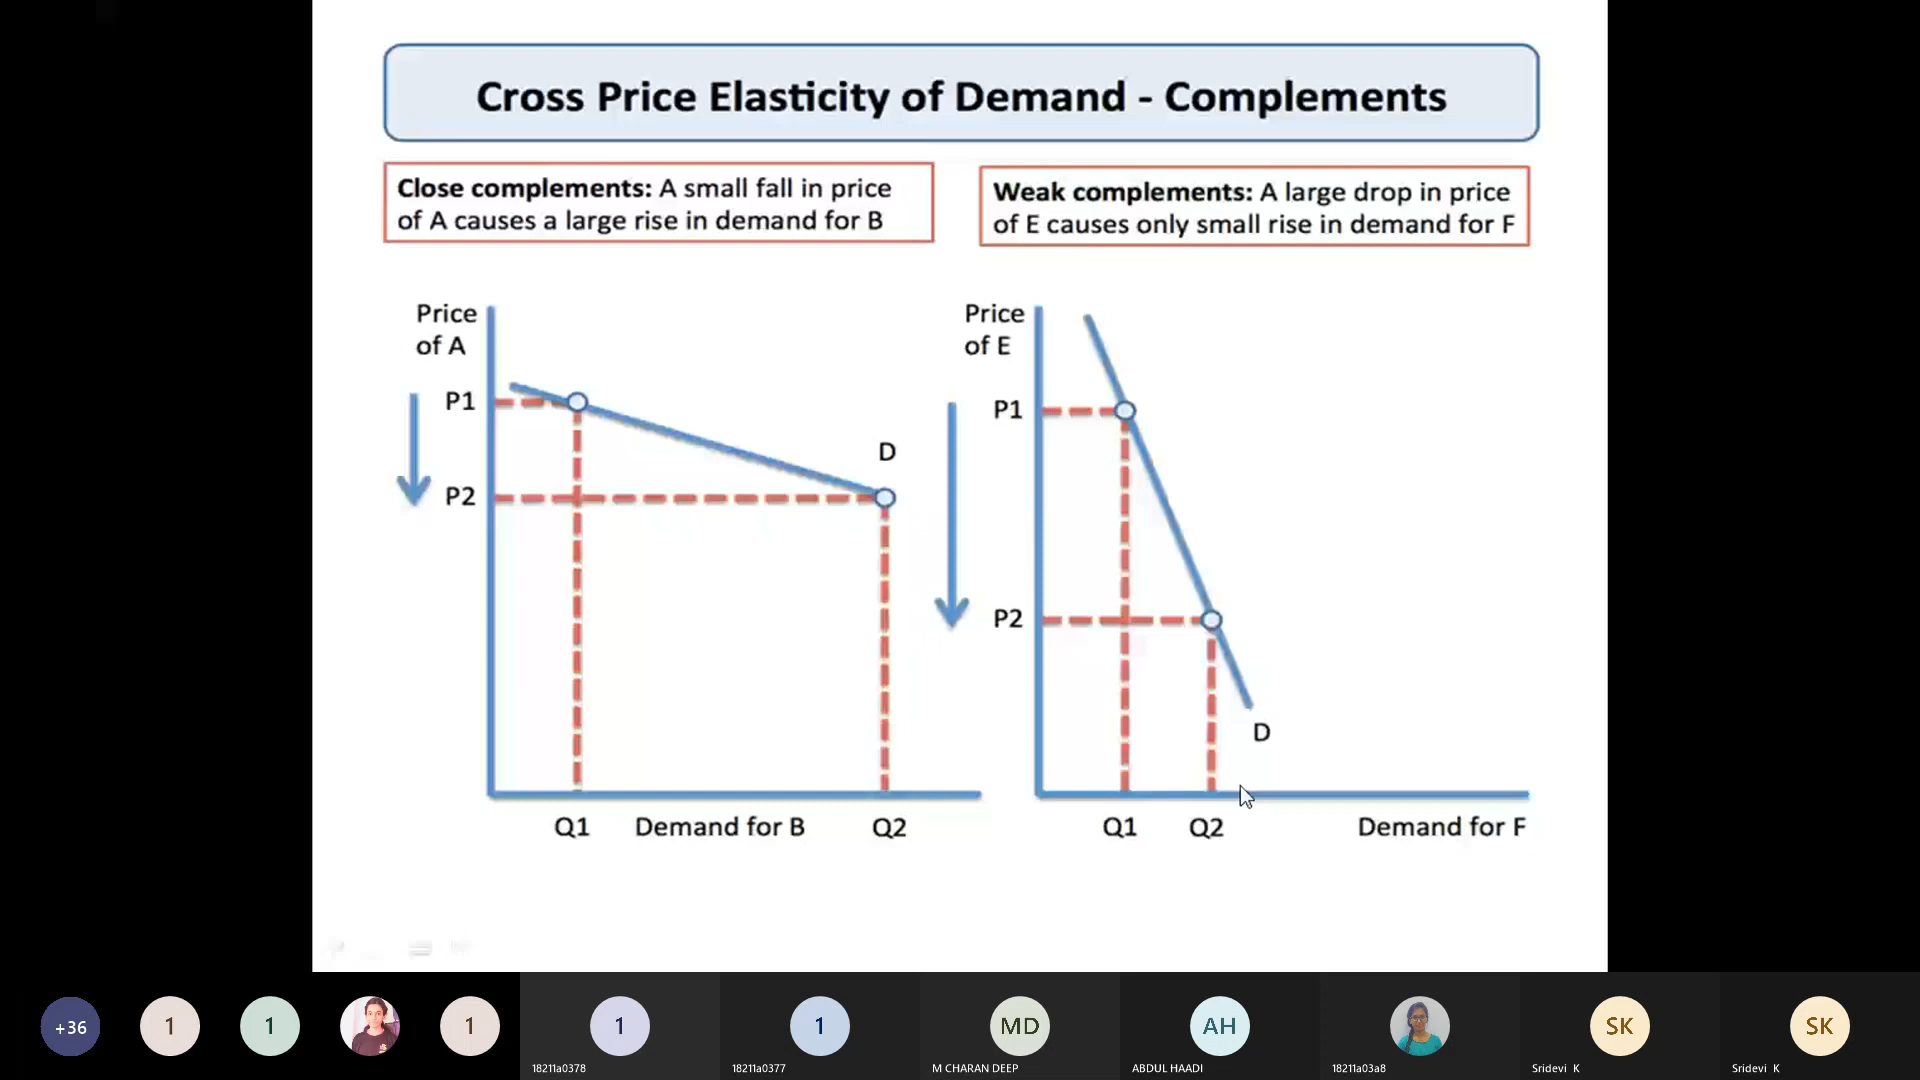 Cross Price Elasticity of Demand - Complements
Close complements: A small fall in price
of A causes a large rise in demand for B
Weak complements: A large drop in price
of E causes only small rise in demand for F
Price
of A
P1
P2
D
Q1
Demand for B
Q2
Price
of E
P1
P2
D
Q1
Q2
Demand for F
+36
1
1
1
1
18211a0378
1
18211a0377
MD
M CHARAN DEEP
AH
ABDUL HAADI
18211a03a8
SK
Sridevi K
SK
Sridevi K